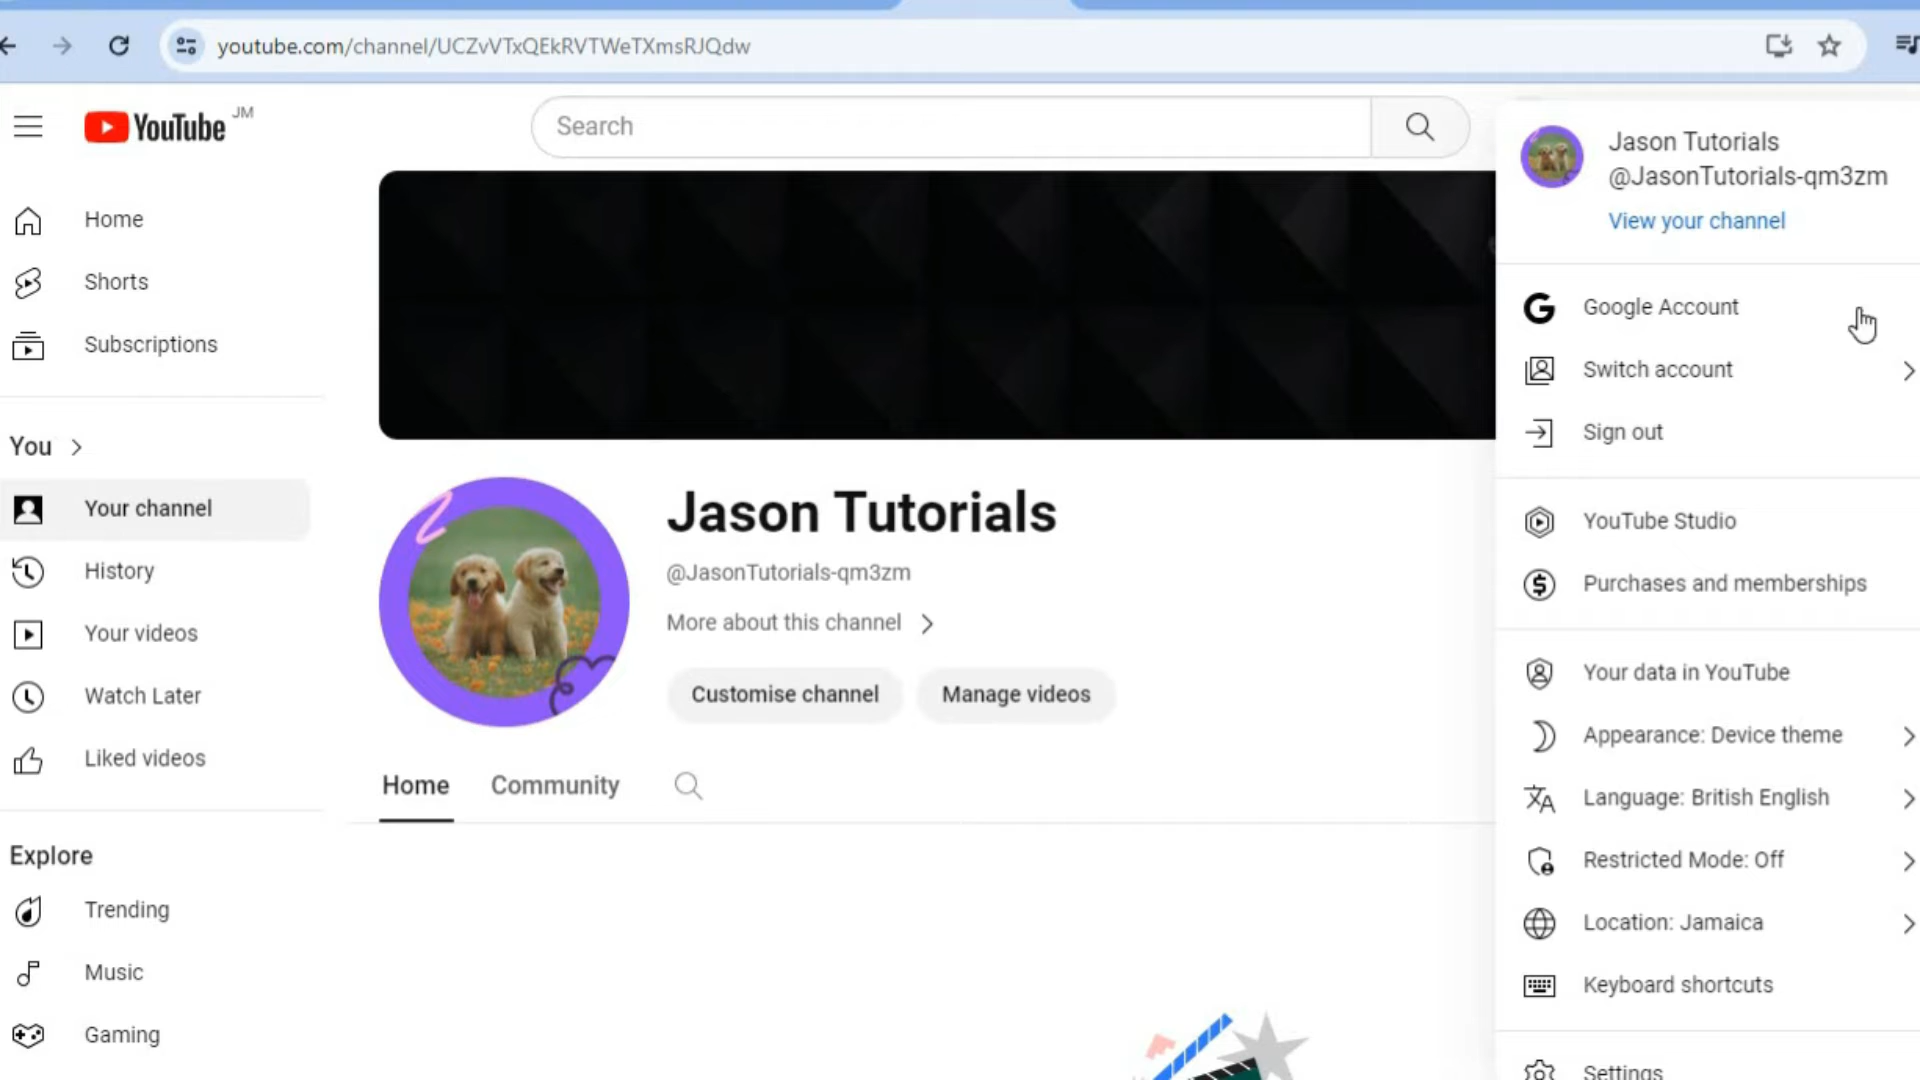 youtube.com/channel/UCZvVTxQEkRVTWeTXmsRJQdw
YouTube JM
Search
Home
Shorts
Subscriptions
You
Your channel
History
Your videos
Watch Later
Liked videos
Explore
Trending
Music
Gaming
Jason Tutorials
@JasonTutorials-qm3zm
More about this channel
Customise channel
Manage videos
Home
Community
Jason Tutorials
@JasonTutorials-qm3zm
View your channel
Google Account
Switch account
Sign out
YouTube Studio
Purchases and memberships
Your data in YouTube
Appearance: Device theme
Language: British English
Restricted Mode: Off
Location: Jamaica
Keyboard shortcuts
Settings